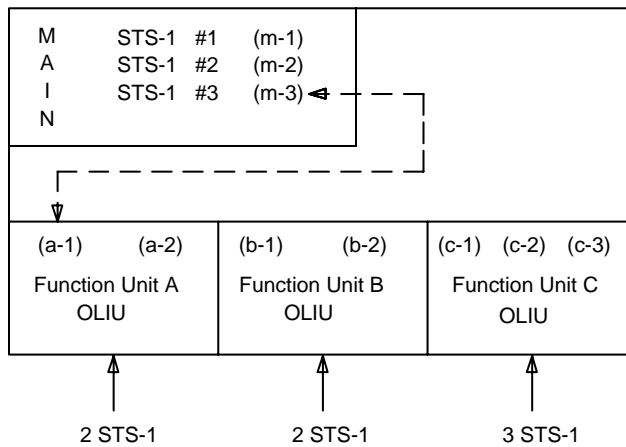 M STS-1 #1 (m-1)
A STS-1 #2 (m-2)
I STS-1 #3 (m-3)
N
(a-1) (a-2) (b-1) (b-2) (c-1) (c-2) (c-3)
Function Unit A Function Unit B Function Unit C
OLIU OLIU OLIU
2 STS-1 2 STS-1 3 STS-1